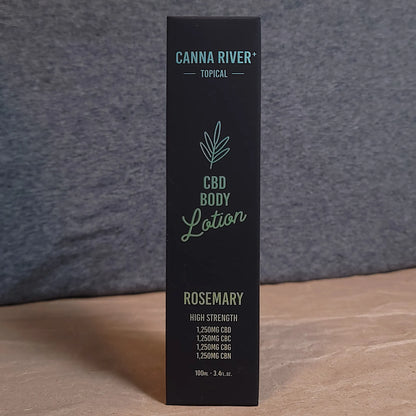 CANNA RIVER+
TOPICAL
CBD
BODY
Lotion
ROSEMARY
HIGH STRENGTH
1,250MG CBD
1,250MG CBC
1,250MG CBG
1,250MG CBN
100ML · 3.4FL.OZ.